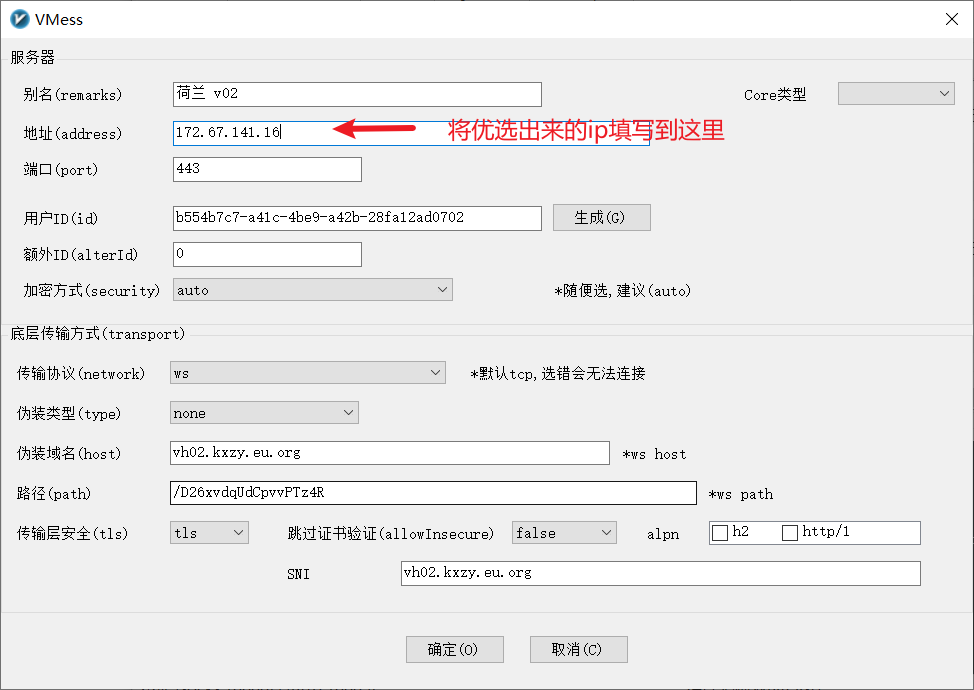 VMess
服务器
别名(remarks) 荷兰 v02 Core类型
地址(address) 172.67.141.16 将优选出来的ip填写到这里
端口(port) 443
用户ID(id) b554b7c7-a41c-4be9-a42b-28fa12ad0702 生成(G)
额外ID(alterId) 0
加密方式(security) auto *随便选,建议(auto)
底层传输方式(transport)
传输协议(network) ws *默认tcp,选错会无法连接
伪装类型(type) none
伪装域名(host) vh02.kxzy.eu.org *ws host
路径(path) /D26xvdqUdCpvvPTz4R *ws path
传输层安全(tls) tls 跳过证书验证(allowInsecure) false alpn h2 http/1
SNI vh02.kxzy.eu.org
确定(O) 取消(C)